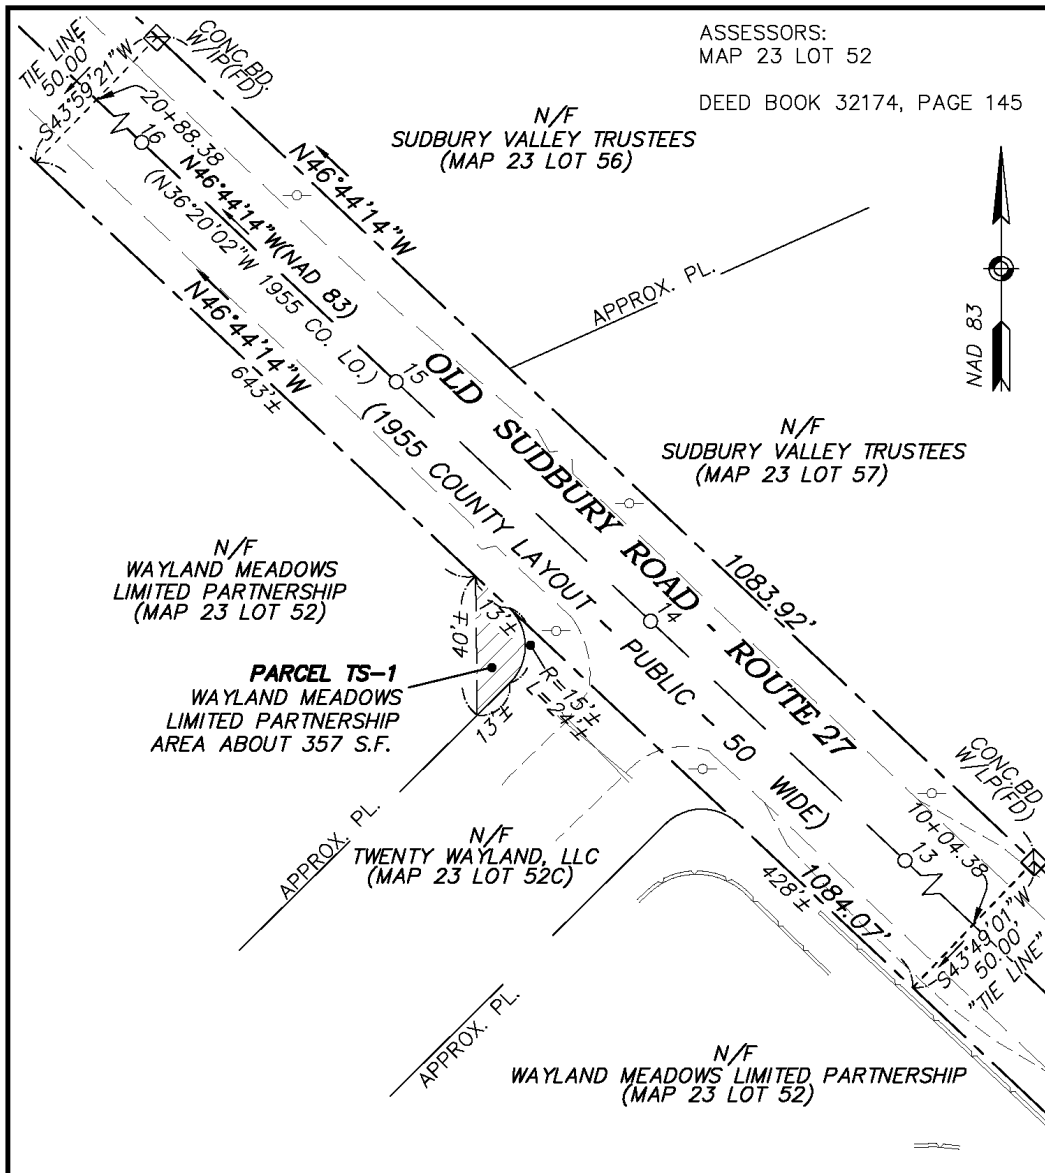 ASSESSORS:
MAP 23 LOT 52
DEED BOOK 32174, PAGE 145
TIE LINE
50.00'
S43°59'21"W
CONC.BD.
W/IP(FD)
20+88.38
16
N/F
SUDBURY VALLEY TRUSTEES
(MAP 23 LOT 56)
N46°44'14"W
N46°44'14"W(NAD 83)
(N36°20'02"W 1955 CO. LO.)
N46°44'14"W
643'±
APPROX. PL.
NAD 83
15
OLD SUDBURY ROAD - ROUTE 27
(1955 COUNTY LAYOUT - PUBLIC - 50 WIDE)
N/F
SUDBURY VALLEY TRUSTEES
(MAP 23 LOT 57)
N/F
WAYLAND MEADOWS
LIMITED PARTNERSHIP
(MAP 23 LOT 52)
1083.92'
14
13'±
40'±
PARCEL TS-1
WAYLAND MEADOWS
LIMITED PARTNERSHIP
AREA ABOUT 357 S.F.
R=15'±
L=24'±
13'±
CONC.BD.
W/LP(FD)
10+04.38
13
APPROX. PL.
N/F
TWENTY WAYLAND, LLC
(MAP 23 LOT 52C)
1084.07'
428'±
S43°49'01"W
50.00'
"TIE LINE"
APPROX. PL.
N/F
WAYLAND MEADOWS LIMITED PARTNERSHIP
(MAP 23 LOT 52)